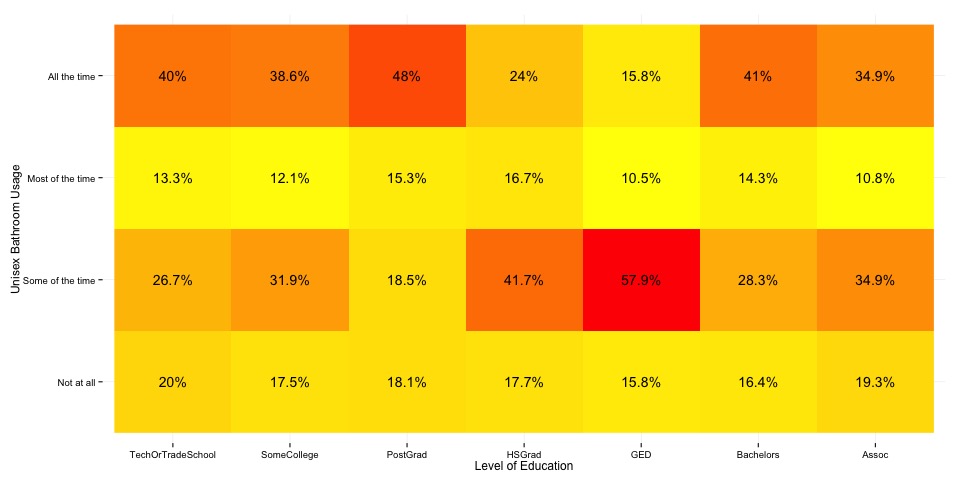 All the time 40% 38.6% 48% 24% 15.8% 41% 34.9%
Most of the time 13.3% 12.1% 15.3% 16.7% 10.5% 14.3% 10.8%
Some of the time 26.7% 31.9% 18.5% 41.7% 57.9% 28.3% 34.9%
Not at all 20% 17.5% 18.1% 17.7% 15.8% 16.4% 19.3%
TechOrTradeSchool SomeCollege PostGrad HSGrad GED Bachelors Assoc
Level of Education
Unisex Bathroom Usage